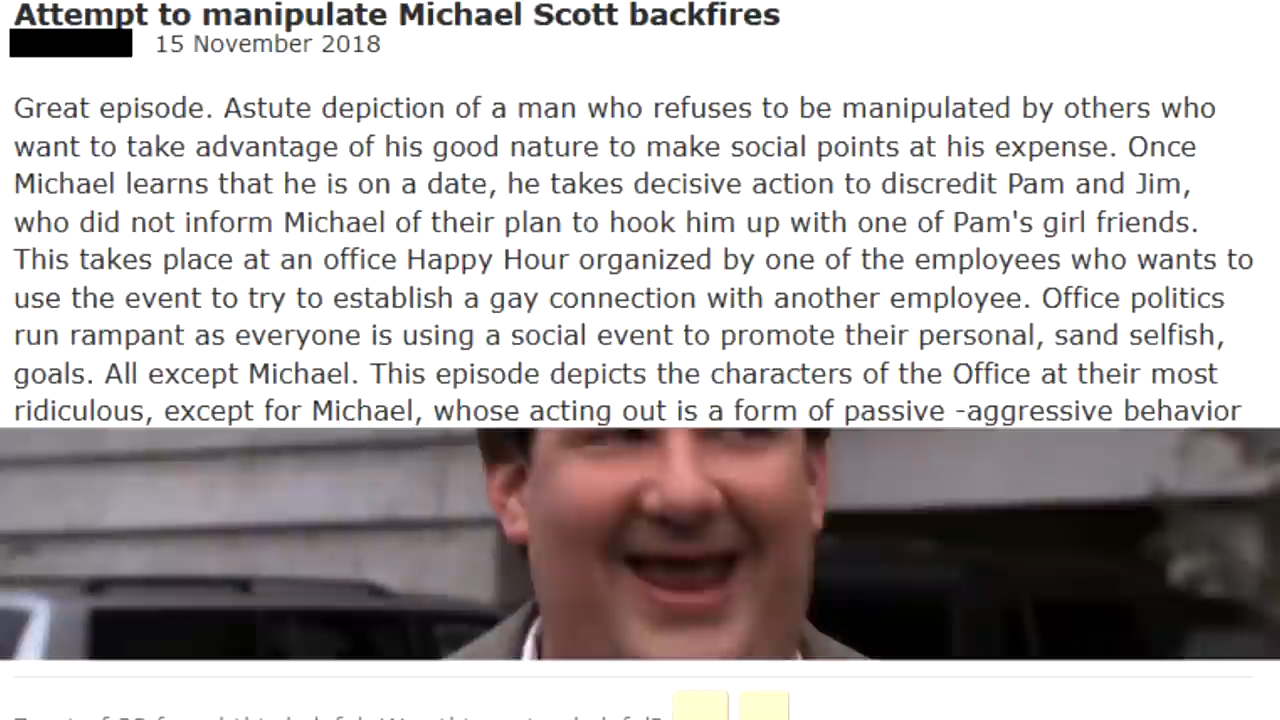 Attempt to manipulate Michael Scott backfires
15 November 2018
Great episode. Astute depiction of a man who refuses to be manipulated by others who
want to take advantage of his good nature to make social points at his expense. Once
Michael learns that he is on a date, he takes decisive action to discredit Pam and Jim,
who did not inform Michael of their plan to hook him up with one of Pam's girl friends.
This takes place at an office Happy Hour organized by one of the employees who wants to
use the event to try to establish a gay connection with another employee. Office politics
run rampant as everyone is using a social event to promote their personal, sand selfish,
goals. All except Michael. This episode depicts the characters of the Office at their most
ridiculous, except for Michael, whose acting out is a form of passive -aggressive behavior